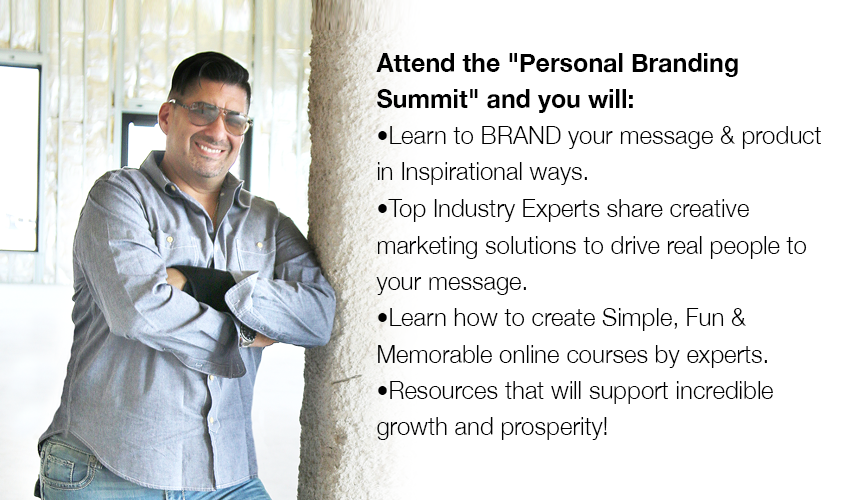 Attend the "Personal Branding
Summit" and you will:
•Learn to BRAND your message & product
in Inspirational ways.
•Top Industry Experts share creative
marketing solutions to drive real people to
your message.
•Learn how to create Simple, Fun &
Memorable online courses by experts.
•Resources that will support incredible
growth and prosperity!